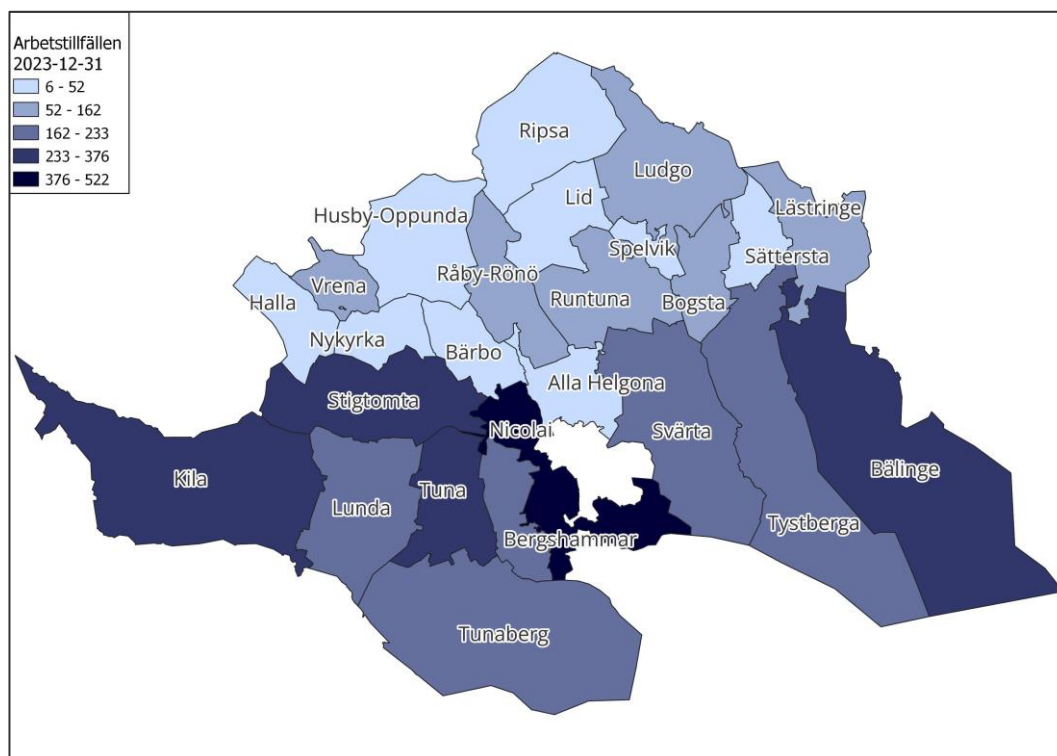 Arbetstillfällen
2023-12-31
6 - 52
52 - 162
162 - 233
233 - 376
376 - 522
Ripsa
Ludgo
Lid
Lästringe
Husby-Oppunda
Spelvik
Sättersta
Råby-Rönö
Vrena
Runtuna
Bogsta
Halla
Nykyrka
Bärbo
Alla Helgona
Stigtomta
Nicolai
Svärta
Bälinge
Kila
Tuna
Lunda
Tystberga
Bergshammar
Tunaberg